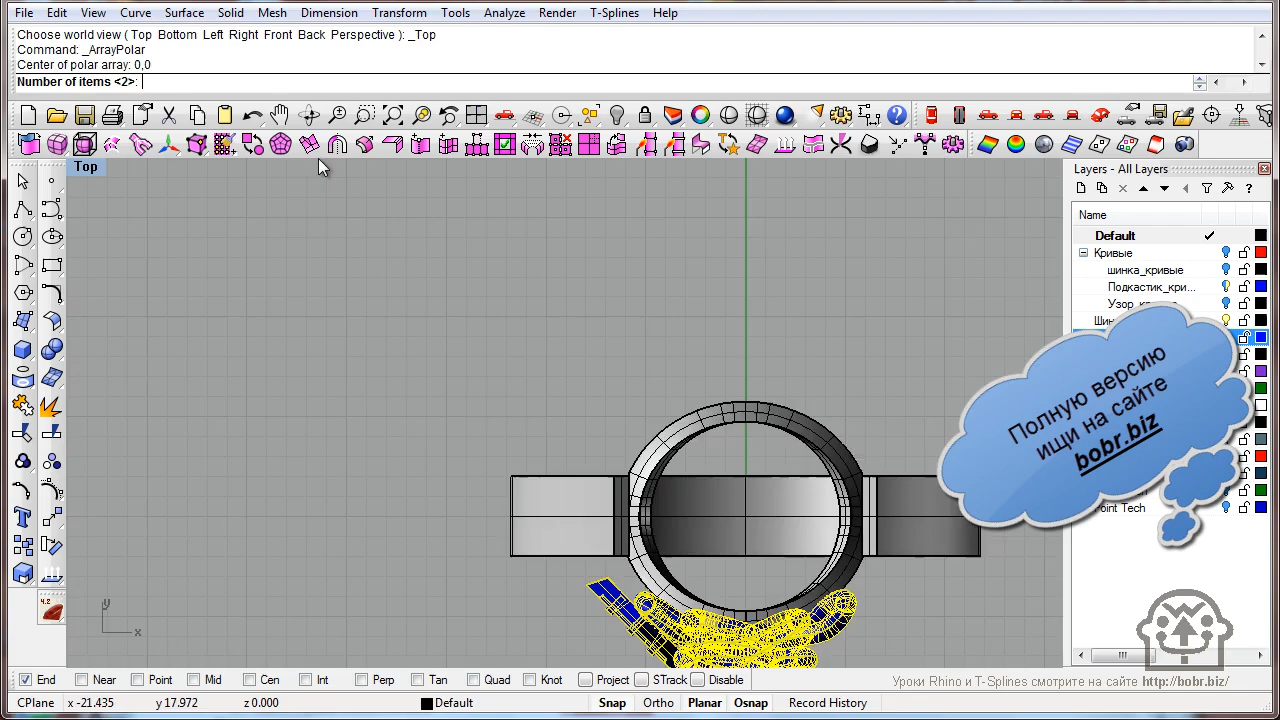 File Edit View Curve Surface Solid Mesh Dimension Transform Tools Analyze Render T-Splines Help
Choose world view ( Top Bottom Left Right Front Back Perspective ): _Top
Command: _ArrayPolar
Center of polar array: 0,0
Number of items <2>:
Top
Layers - All Layers
Name
Default
Кривые
шинка_кривые
Подкастик_кри...
Узор_к
Шин
Полную версию
ищи на сайте
bobr.biz
Point Tech
4.2
y
x
End Near Point Mid Cen Int Perp Tan Quad Knot Project STrack Disable
Уроки Rhino и T-Splines смотрите на сайте http://bobr.biz/
CPlane x -21.435 y 17.972 z 0.000 Default Snap Ortho Planar Osnap Record History